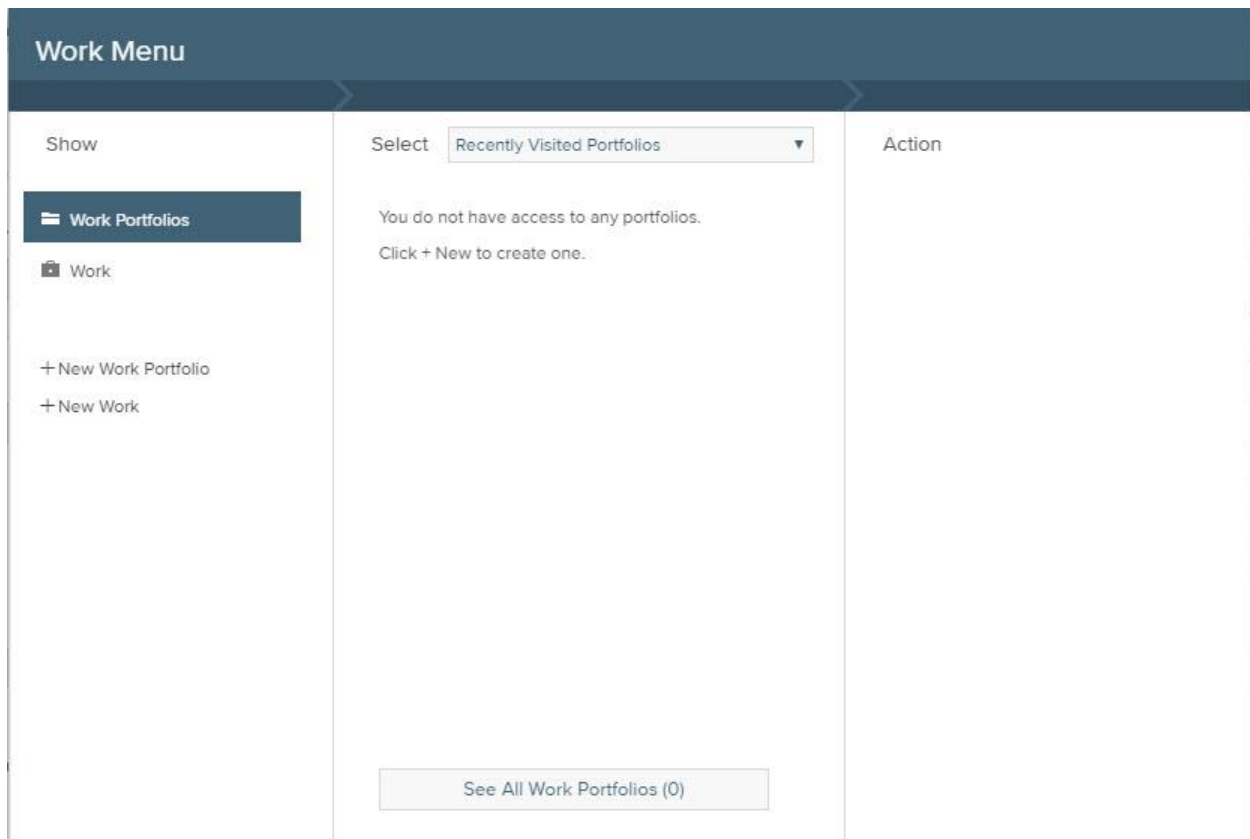 Work Menu
Show
Work Portfolios
Work
+New Work Portfolio
+New Work
Select
Recently Visited Portfolios
You do not have access to any portfolios.
Click + New to create one.
See All Work Portfolios (0)
Action